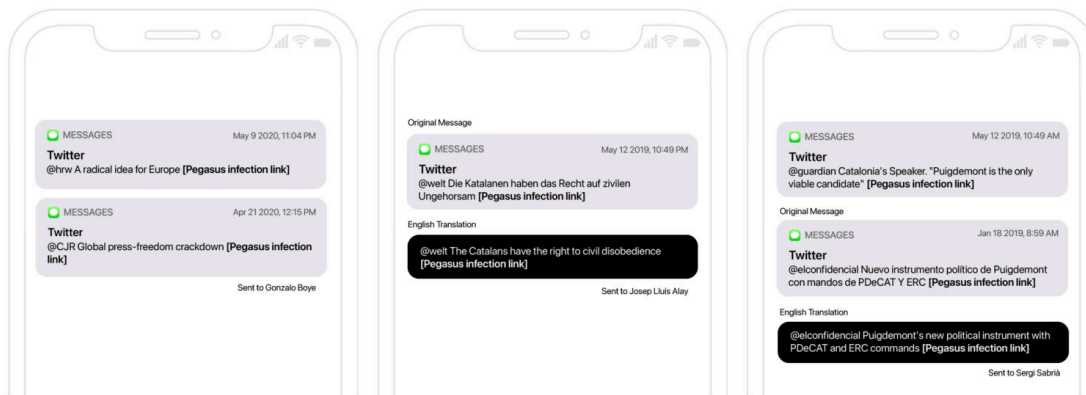 MESSAGES May 9 2020, 11:04 PM
Twitter
@hrw A radical idea for Europe [Pegasus infection link]
MESSAGES Apr 21 2020, 12:15 PM
Twitter
@CJR Global press-freedom crackdown [Pegasus infection
link]
Sent to Gonzalo Boye
Original Message
MESSAGES May 12 2019, 10:49 PM
Twitter
@welt Die Katalanen haben das Recht auf zivilen
Ungehorsam [Pegasus infection link]
English Translation
@welt The Catalans have the right to civil disobedience
[Pegasus infection link]
Sent to Josep Lluís Alay
MESSAGES May 12 2019, 10:49 AM
Twitter
@guardian Catalonia's Speaker. "Puigdemont is the only
viable candidate" [Pegasus infection link]
Original Message
MESSAGES Jan 18 2019, 8:59 AM
Twitter
@elconfidencial Nuevo instrumento político de Puigdemont
con mandos de PDeCAT Y ERC [Pegasus infection link]
English Translation
@elconfidencial Puigdemont's new political instrument with
PDeCAT and ERC commands [Pegasus infection link]
Sent to Sergi Sabrià